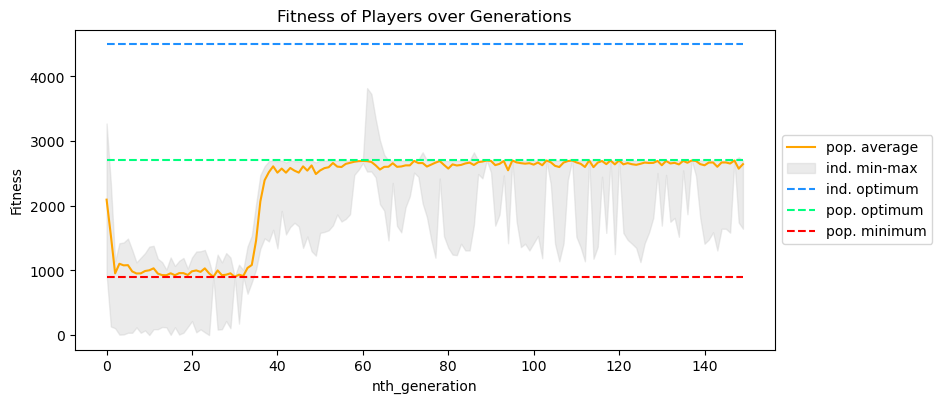 Fitness of Players over Generations
Fitness
4000
3000
2000
1000
0
0 20 40 60 80 100 120 140
nth_generation
pop. average
ind. min-max
ind. optimum
pop. optimum
pop. minimum